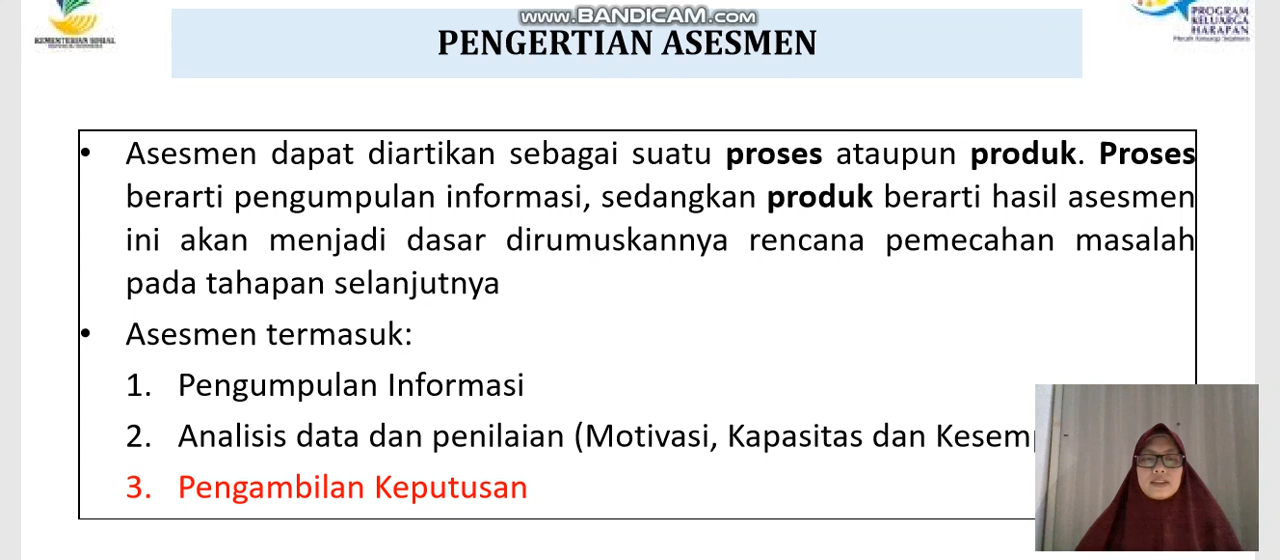 www.BANDICAM.com
KEMENTERIAN SOSIAL
PROGRAM
KELUARGA
HARAPAN
PENGERTIAN ASESMEN
• Asesmen dapat diartikan sebagai suatu proses ataupun produk. Proses
berarti pengumpulan informasi, sedangkan produk berarti hasil asesmen
ini akan menjadi dasar dirumuskannya rencana pemecahan masalah
pada tahapan selanjutnya
• Asesmen termasuk:
1. Pengumpulan Informasi
2. Analisis data dan penilaian (Motivasi, Kapasitas dan
3. Pengambilan Keputusan